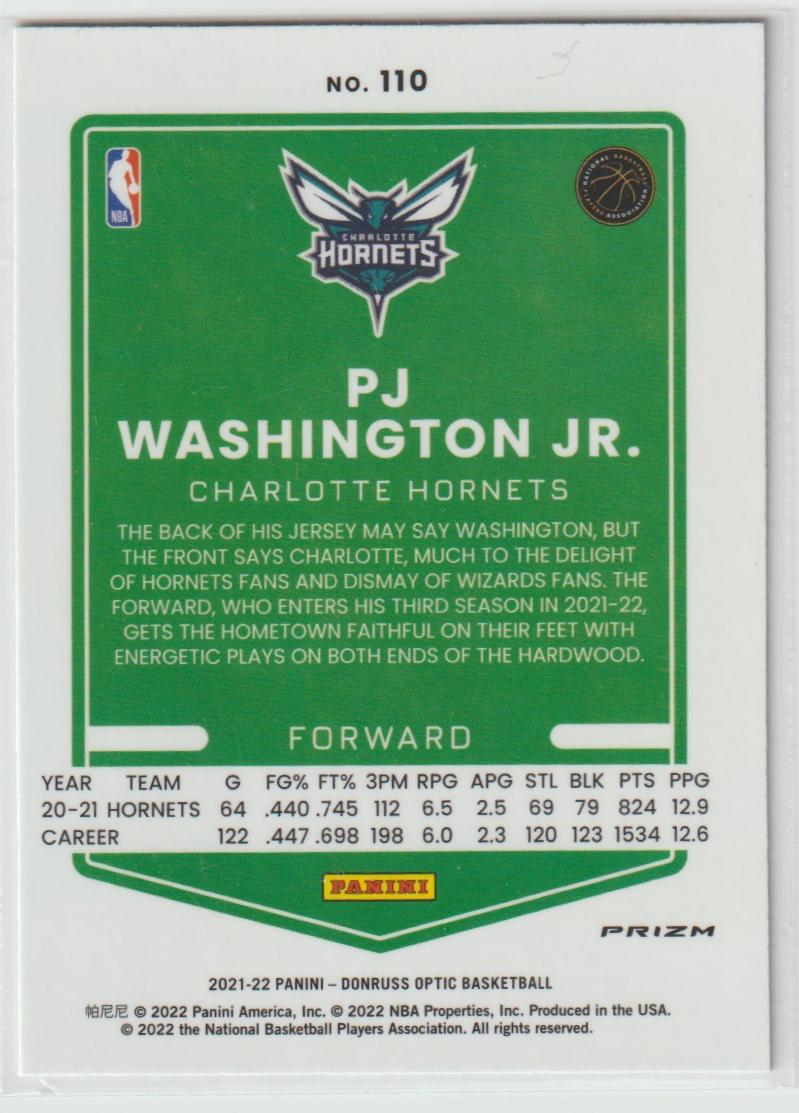 NO. 110
NBA
NATIONAL BASKETBALL PLAYERS ASSOCIATION
CHARLOTTE
HORNETS
PJ
WASHINGTON JR.
CHARLOTTE HORNETS
THE BACK OF HIS JERSEY MAY SAY WASHINGTON, BUT
THE FRONT SAYS CHARLOTTE, MUCH TO THE DELIGHT
OF HORNETS FANS AND DISMAY OF WIZARDS FANS. THE
FORWARD, WHO ENTERS HIS THIRD SEASON IN 2021-22,
GETS THE HOMETOWN FAITHFUL ON THEIR FEET WITH
ENERGETIC PLAYS ON BOTH ENDS OF THE HARDWOOD.
FORWARD
YEAR TEAM G FG% FT% 3PM RPG APG STL BLK PTS PPG
20-21 HORNETS 64 .440 .745 112 6.5 2.5 69 79 824 12.9
CAREER 122 .447 .698 198 6.0 2.3 120 123 1534 12.6
PANINI
PRIZM
2021-22 PANINI – DONRUSS OPTIC BASKETBALL
帕尼尼 © 2022 Panini America, Inc. © 2022 NBA Properties, Inc. Produced in the USA.
© 2022 the National Basketball Players Association. All rights reserved.